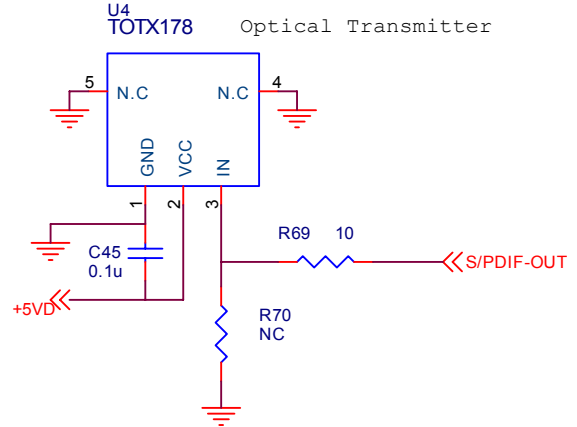 U4
TOTX178 Optical Transmitter
5 N.C N.C 4
GND VCC IN
1 2 3
R69 10
C45
0.1u
S/PDIF-OUT
+5VD
R70
NC